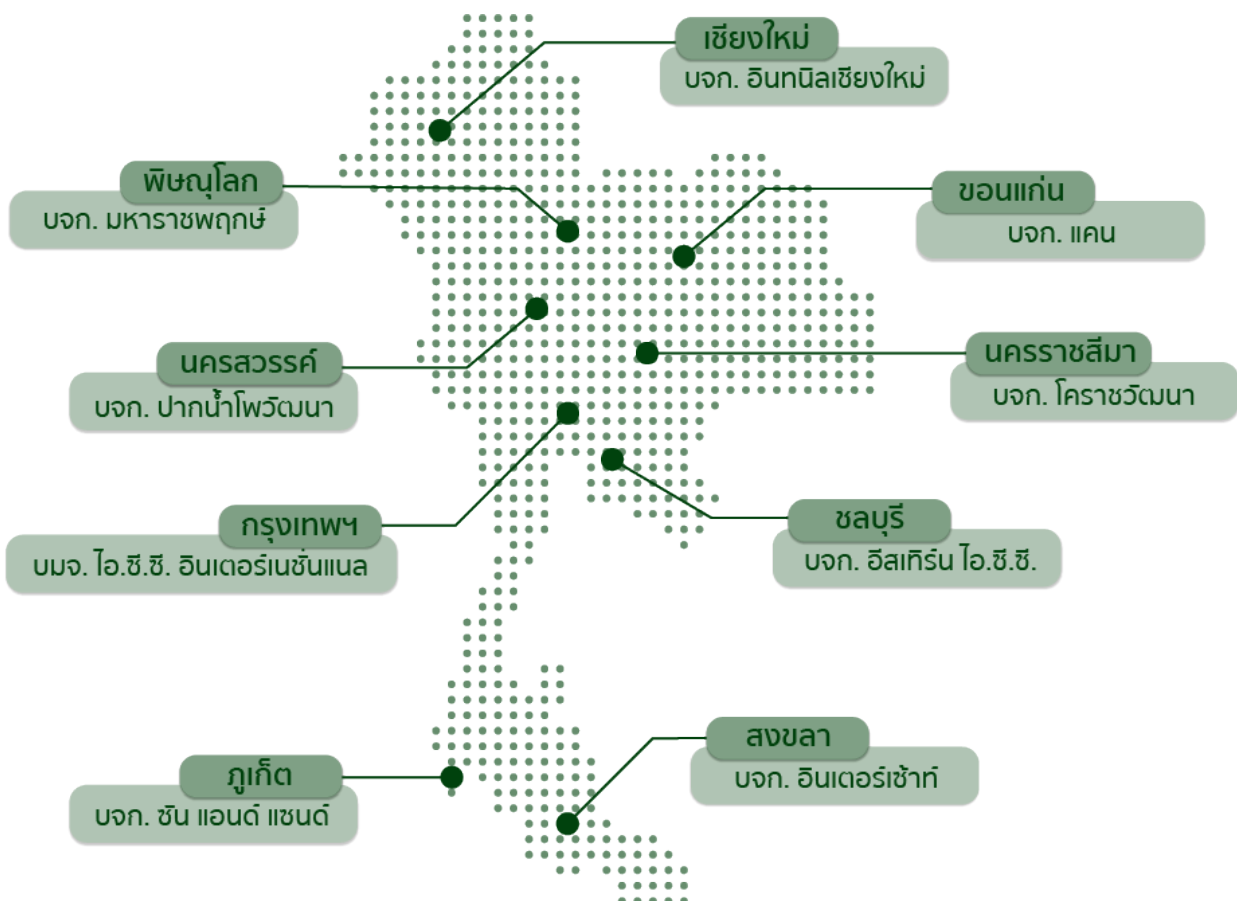 เชียงใหม่
บจก. อินทนิลเชียงใหม่
พิษณุโลก
บจก. มหาราชพฤกษ์
ขอนแก่น
บจก. แคน
นครสวรรค์
บจก. ปากน้ำโพวัฒนา
นครราชสีมา
บจก. โคราชวัฒนา
กรุงเทพฯ
บมจ. ไอ.ซี.ซี. อินเตอร์เนชั่นแนล
ชลบุรี
บจก. อีสเทิร์น ไอ.ซี.ซี.
สงขลา
บจก. อินเตอร์เซ้าท์
ภูเก็ต
บจก. ซัน แอนด์ แซนด์